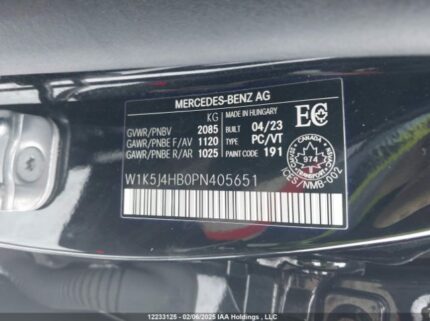 MERCEDES-BENZ AG
KG MADE IN HUNGARY
GVWR/PNBV 2085 BUILT 04/23
GAWR/PNBE F/AV 1120 TYPE PC/VT
GAWR/PNBE R/AR 1025 PAINT CODE 191
EC
CANADA
974
ICES/NMB-002
W1K5J4HB0PN405651
12233125 - 02/06/2025 IAA Holdings, LLC. Copyright